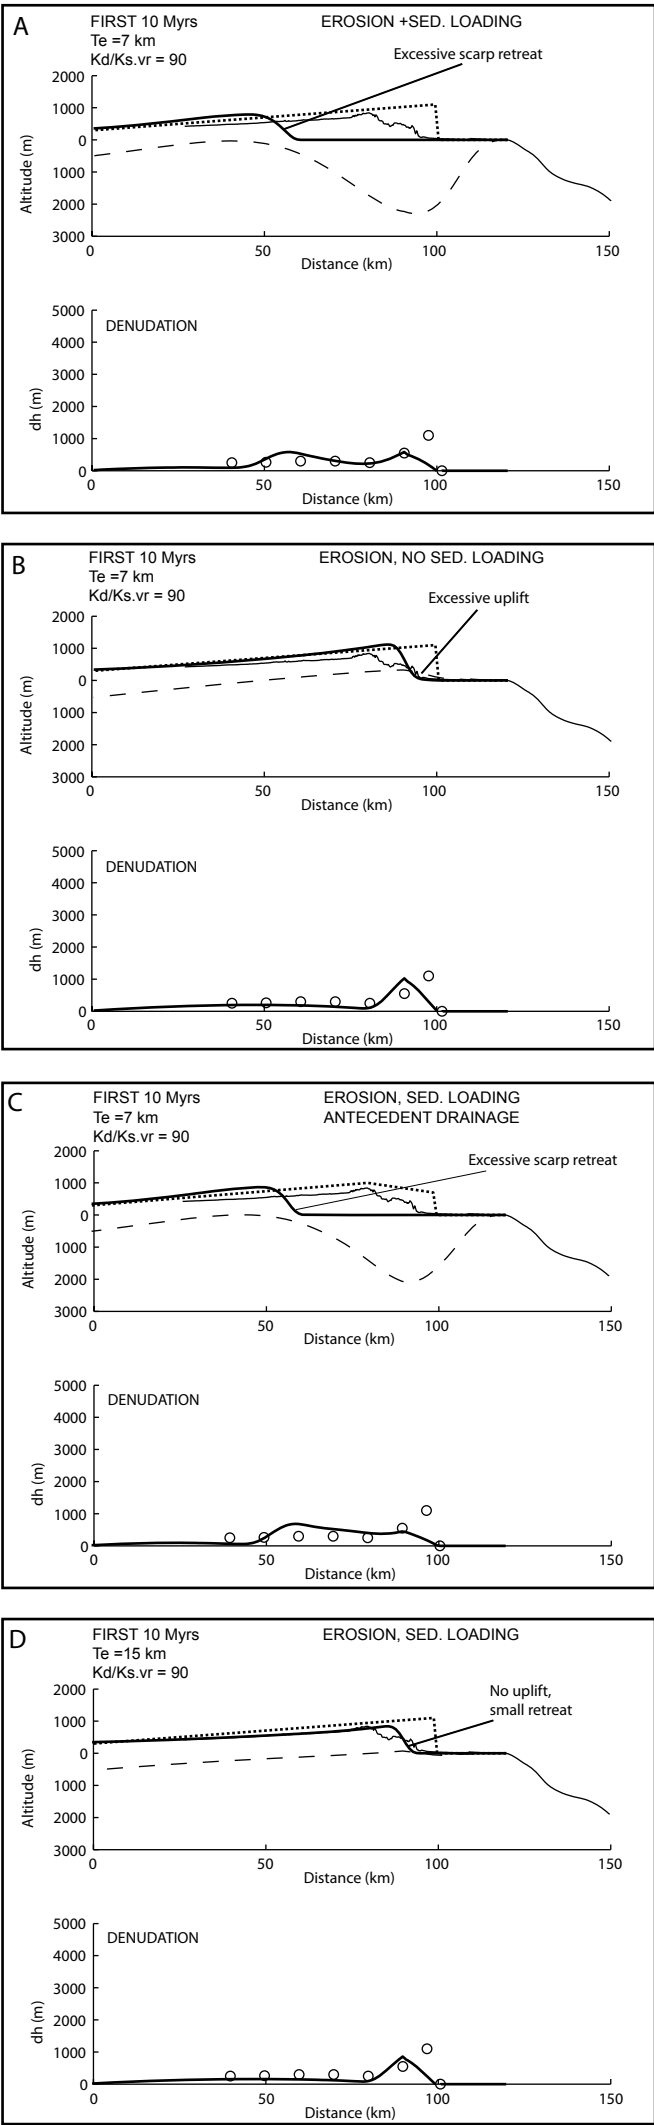 A
FIRST 10 Myrs
EROSION +SED. LOADING
Te =7 km
Kd/Ks.vr = 90
Excessive scarp retreat
2000
1000
0
1000
2000
3000
Altitude (m)
0 50 100 150
Distance (km)
5000
4000
3000
2000
1000
0
DENUDATION
dh (m)
0 50 100 150
Distance (km)
B
FIRST 10 Myrs
EROSION, NO SED. LOADING
Te =7 km
Kd/Ks.vr = 90
Excessive uplift
2000
1000
0
1000
2000
3000
Altitude (m)
0 50 100 150
Distance (km)
5000
4000
3000
2000
1000
0
DENUDATION
dh (m)
0 50 100 150
Distance (km)
C
FIRST 10 Myrs
EROSION, SED. LOADING
Te =7 km
ANTECEDENT DRAINAGE
Kd/Ks.vr = 90
Excessive scarp retreat
2000
1000
0
1000
2000
3000
Altitude (m)
0 50 100 150
Distance (km)
5000
4000
3000
2000
1000
0
DENUDATION
dh (m)
0 50 100 150
Distance (km)
D
FIRST 10 Myrs
EROSION, SED. LOADING
Te =15 km
Kd/Ks.vr = 90
No uplift,
small retreat
2000
1000
0
1000
2000
3000
Altitude (m)
0 50 100 150
Distance (km)
5000
4000
3000
2000
1000
0
DENUDATION
dh (m)
0 50 100 150
Distance (km)